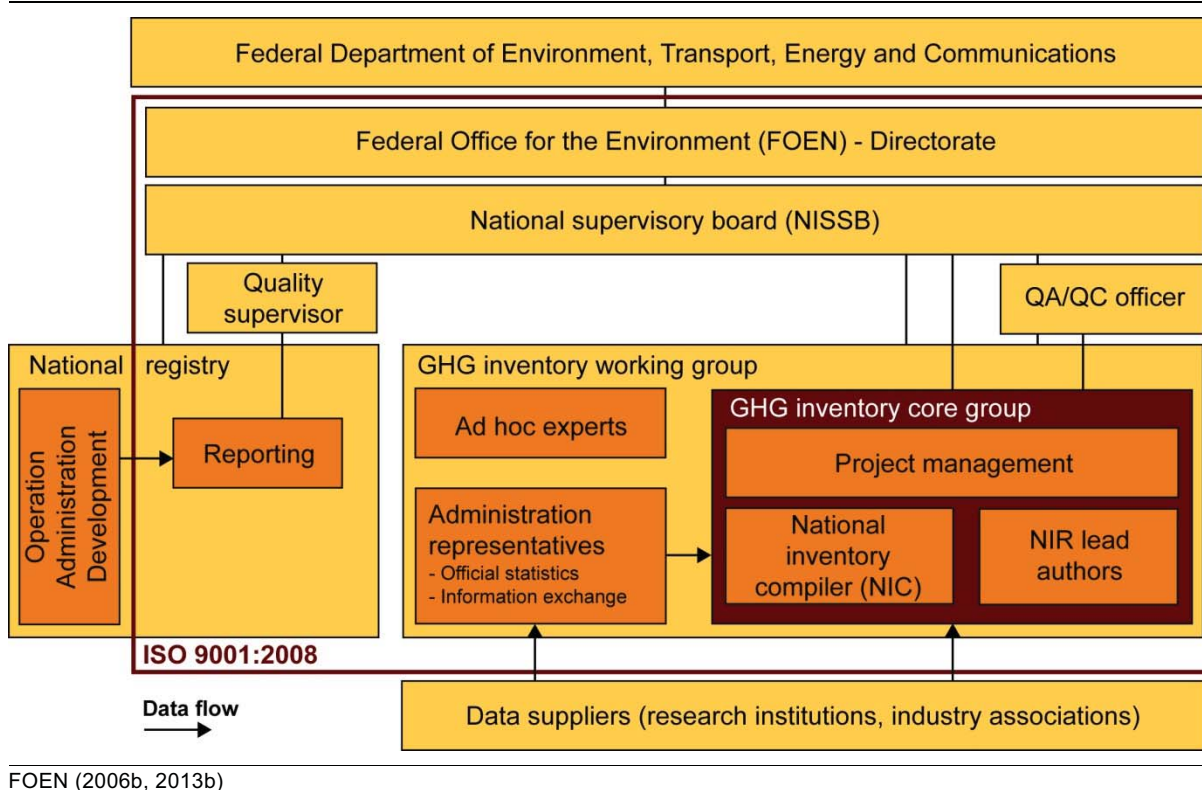 Federal Department of Environment, Transport, Energy and Communications
Federal Office for the Environment (FOEN) - Directorate
National supervisory board (NISSB)
Quality
supervisor
QA/QC officer
National registry
Operation
Administration
Development
Reporting
GHG inventory working group
Ad hoc experts
Administration
representatives
- Official statistics
- Information exchange
GHG inventory core group
Project management
National
inventory
compiler (NIC)
NIR lead
authors
ISO 9001:2008
Data flow
Data suppliers (research institutions, industry associations)
FOEN (2006b, 2013b)